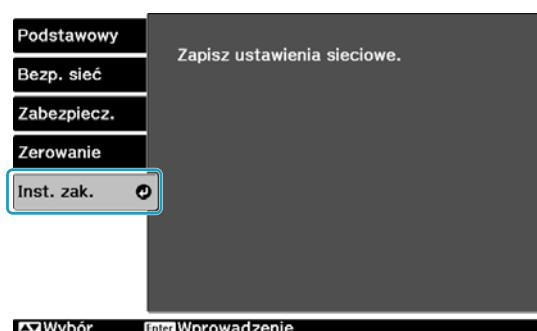 Podstawowy
Zapisz ustawienia sieciowe.
Bezp. sieć
Zabezpiecz.
Zerowanie
Inst. zak.
Wybór Enter Wprowadzenie